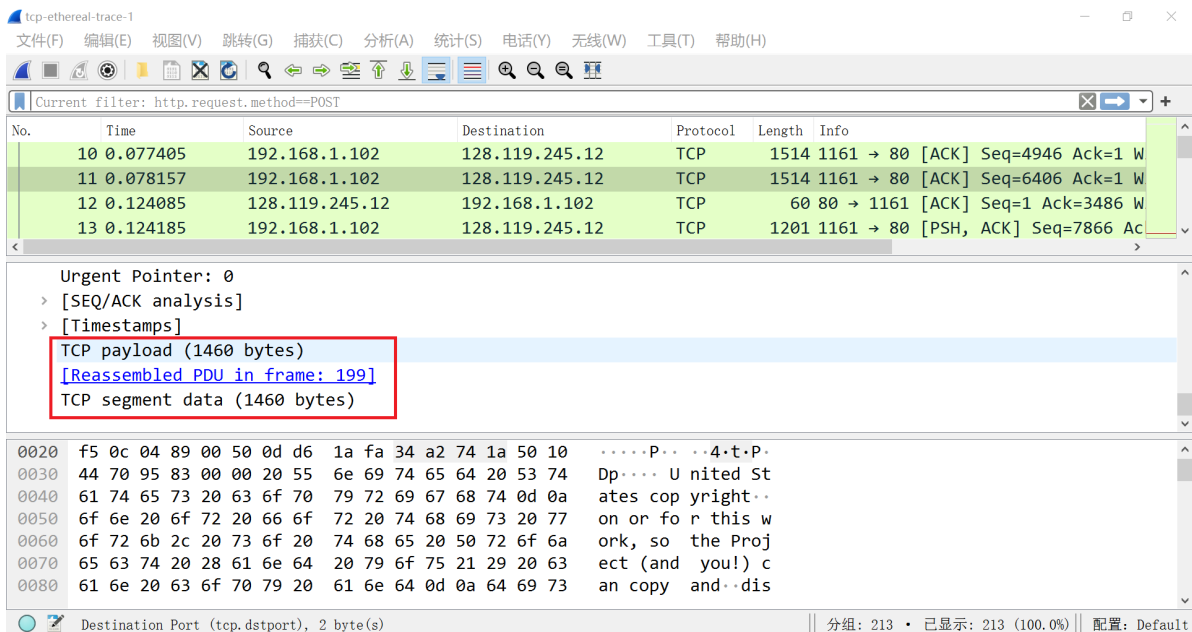 tcp-ethereal-trace-1
文件(F) 编辑(E) 视图(V) 跳转(G) 捕获(C) 分析(A) 统计(S) 电话(Y) 无线(W) 工具(T) 帮助(H)
Current filter: http.request.method==POST
No. Time Source Destination Protocol Length Info
10 0.077405 192.168.1.102 128.119.245.12 TCP 1514 1161 → 80 [ACK] Seq=4946 Ack=1 W
11 0.078157 192.168.1.102 128.119.245.12 TCP 1514 1161 → 80 [ACK] Seq=6406 Ack=1 W
12 0.124085 128.119.245.12 192.168.1.102 TCP 60 80 → 1161 [ACK] Seq=1 Ack=3486 W
13 0.124185 192.168.1.102 128.119.245.12 TCP 1201 1161 → 80 [PSH, ACK] Seq=7866 Ac
Urgent Pointer: 0
[SEQ/ACK analysis]
[Timestamps]
TCP payload (1460 bytes)
[Reassembled PDU in frame: 199]
TCP segment data (1460 bytes)
0020 f5 0c 04 89 00 50 0d d6 1a fa 34 a2 74 1a 50 10 ·····P·· ··4·t·P·
0030 44 70 95 83 00 00 20 55 6e 69 74 65 64 20 53 74 Dp···· U nited St
0040 61 74 65 73 20 63 6f 70 79 72 69 67 68 74 0d 0a ates cop yright··
0050 6f 6e 20 6f 72 20 66 6f 72 20 74 68 69 73 20 77 on or fo r this w
0060 6f 72 6b 2c 20 73 6f 20 74 68 65 20 50 72 6f 6a ork, so the Proj
0070 65 63 74 20 28 61 6e 64 20 79 6f 75 21 29 20 63 ect (and you!) c
0080 61 6e 20 63 6f 70 79 20 61 6e 64 0d 0a 64 69 73 an copy and··dis
Destination Port (tcp.dstport), 2 byte(s) 分组: 213 · 已显示: 213 (100.0%) 配置: Default